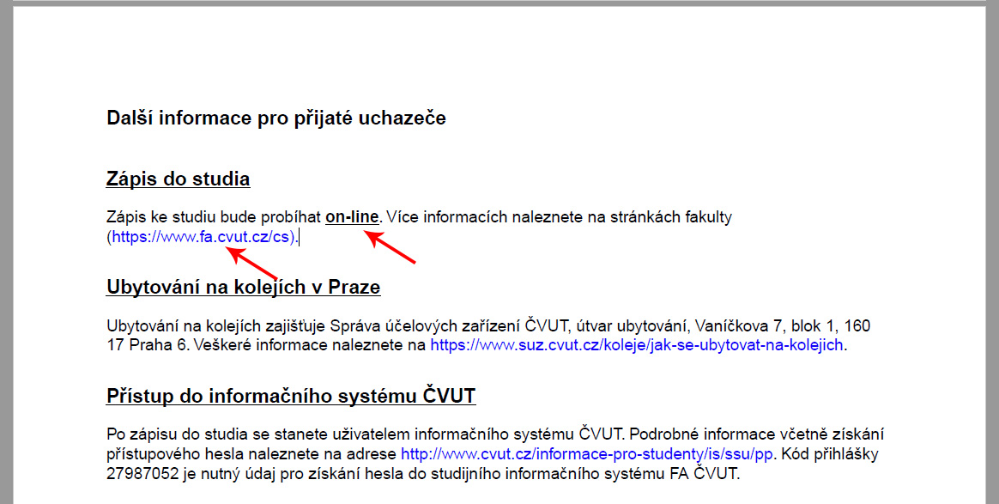 Další informace pro přijaté uchazeče
Zápis do studia
Zápis ke studiu bude probíhat on-line. Více informacích naleznete na stránkách fakulty
(https://www.fa.cvut.cz/cs).
Ubytování na kolejích v Praze
Ubytování na kolejích zajišťuje Správa účelových zařízení ČVUT, útvar ubytování, Vaníčkova 7, blok 1, 160
17 Praha 6. Veškeré informace naleznete na https://www.suz.cvut.cz/koleje/jak-se-ubytovat-na-kolejich.
Přístup do informačního systému ČVUT
Po zápisu do studia se stanete uživatelem informačního systému ČVUT. Podrobné informace včetně získání
přístupového hesla naleznete na adrese http://www.cvut.cz/informace-pro-studenty/is/ssu/pp. Kód přihlášky
27987052 je nutný údaj pro získání hesla do studijního informačního systému FA ČVUT.